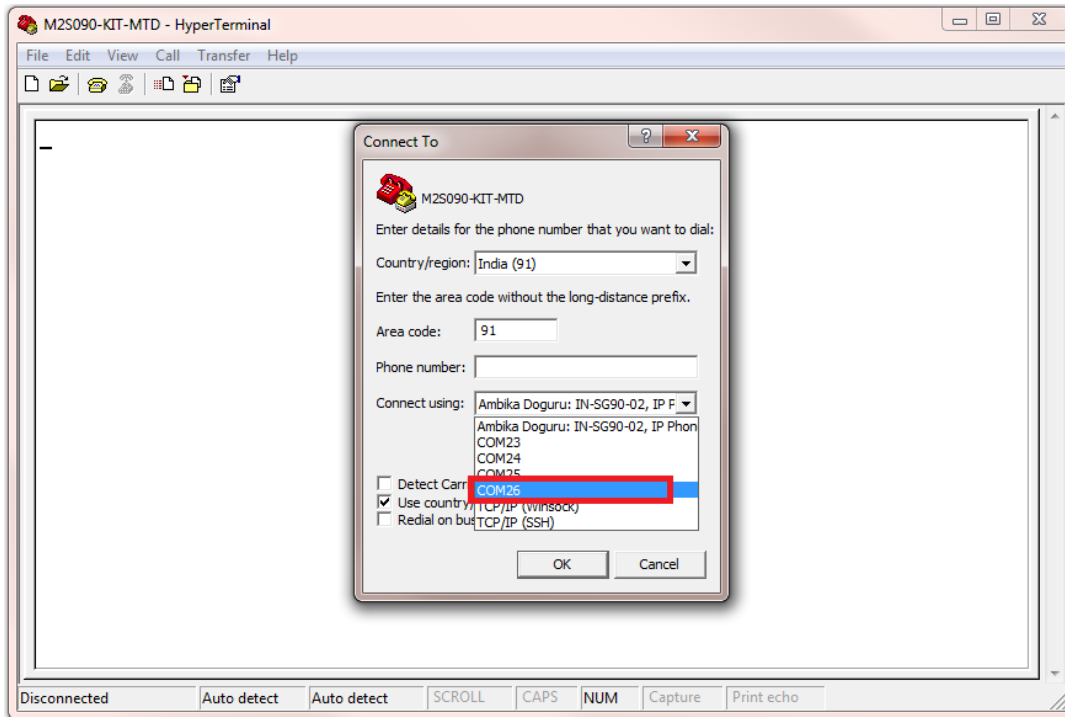 M2S090-KIT-MTD - HyperTerminal
File Edit View Call Transfer Help
Connect To
M2S090-KIT-MTD
Enter details for the phone number that you want to dial:
Country/region: India (91)
Enter the area code without the long-distance prefix.
Area code: 91
Phone number:
Connect using: Ambika Doguru: IN-SG90-02, IP P
Ambika Doguru: IN-SG90-02, IP Phon
COM23
COM24
COM25
Detect Carr
COM26
Use country/
TCP/IP (Winsock)
Redial on bus
TCP/IP (SSH)
OK Cancel
Disconnected Auto detect Auto detect SCROLL CAPS NUM Capture Print echo